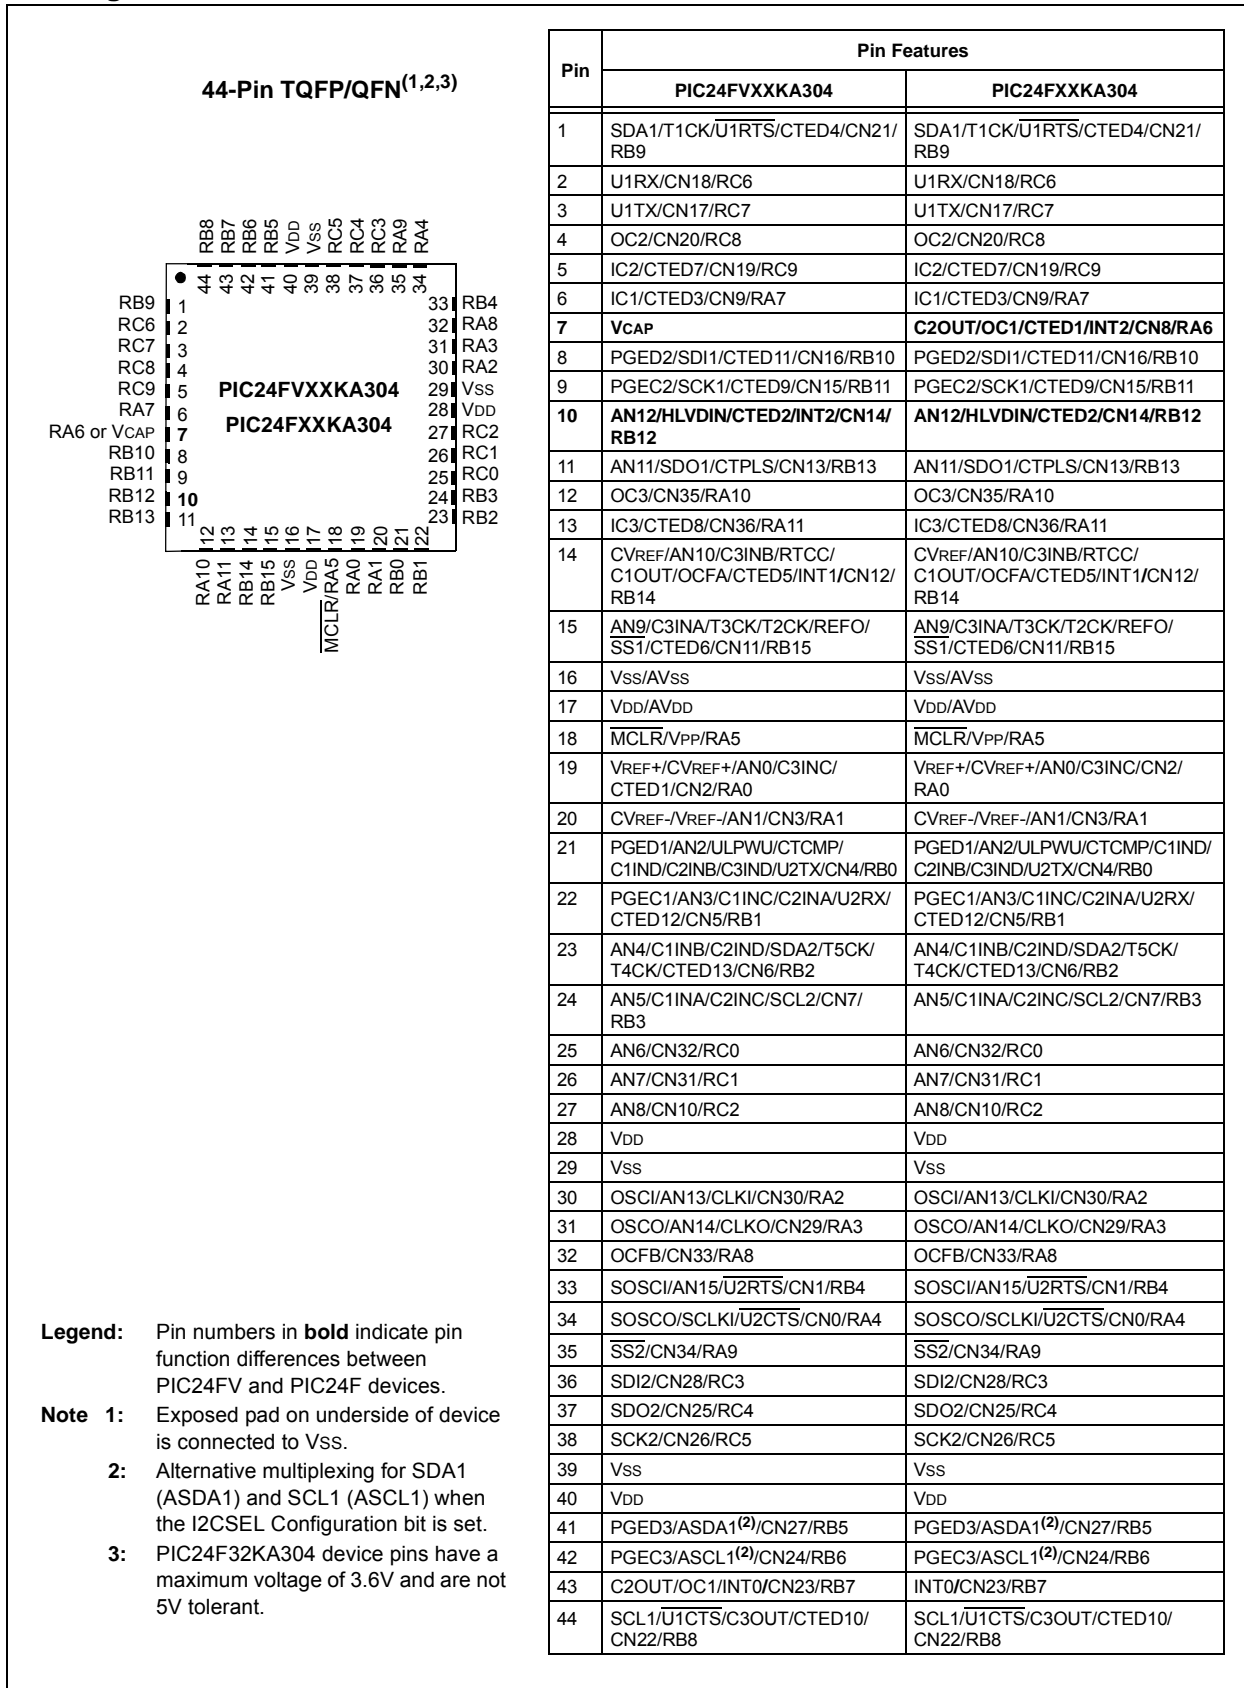 44-Pin TQFP/QFN(1,2,3)
RB8
RB7
RB6
RB5
VDD
VSS
RC5
RC4
RC3
RA9
RA4
44
43
42
41
40
39
38
37
36
35
34
RB9 1
RC6 2
RC7 3
RC8 4
RC9 5
RA7 6
RA6 or VCAP 7
RB10 8
RB11 9
RB12 10
RB13 11
PIC24FVXXKA304
PIC24FXXKA304
33 RB4
32 RA8
31 RA3
30 RA2
29 VSS
28 VDD
27 RC2
26 RC1
25 RC0
24 RB3
23 RB2
12
13
14
15
16
17
18
19
20
21
22
RA10
RA11
RB14
RB15
VSS
VDD
MCLR/RA5
RA0
RA1
RB0
RB1
Legend: Pin numbers in bold indicate pin
function differences between
PIC24FV and PIC24F devices.
Note 1: Exposed pad on underside of device
is connected to VSS.
2: Alternative multiplexing for SDA1
(ASDA1) and SCL1 (ASCL1) when
the I2CSEL Configuration bit is set.
3: PIC24F32KA304 device pins have a
maximum voltage of 3.6V and are not
5V tolerant.
Pin Pin Features
PIC24FVXXKA304 PIC24FXXKA304
1 SDA1/T1CK/U1RTS/CTED4/CN21/ SDA1/T1CK/U1RTS/CTED4/CN21/
RB9 RB9
2 U1RX/CN18/RC6 U1RX/CN18/RC6
3 U1TX/CN17/RC7 U1TX/CN17/RC7
4 OC2/CN20/RC8 OC2/CN20/RC8
5 IC2/CTED7/CN19/RC9 IC2/CTED7/CN19/RC9
6 IC1/CTED3/CN9/RA7 IC1/CTED3/CN9/RA7
7 VCAP C2OUT/OC1/CTED1/INT2/CN8/RA6
8 PGED2/SDI1/CTED11/CN16/RB10 PGED2/SDI1/CTED11/CN16/RB10
9 PGEC2/SCK1/CTED9/CN15/RB11 PGEC2/SCK1/CTED9/CN15/RB11
10 AN12/HLVDIN/CTED2/INT2/CN14/ AN12/HLVDIN/CTED2/CN14/RB12
RB12
11 AN11/SDO1/CTPLS/CN13/RB13 AN11/SDO1/CTPLS/CN13/RB13
12 OC3/CN35/RA10 OC3/CN35/RA10
13 IC3/CTED8/CN36/RA11 IC3/CTED8/CN36/RA11
14 CVREF/AN10/C3INB/RTCC/ CVREF/AN10/C3INB/RTCC/
C1OUT/OCFA/CTED5/INT1/CN12/ C1OUT/OCFA/CTED5/INT1/CN12/
RB14 RB14
15 AN9/C3INA/T3CK/T2CK/REFO/ AN9/C3INA/T3CK/T2CK/REFO/
SS1/CTED6/CN11/RB15 SS1/CTED6/CN11/RB15
16 VSS/AVSS VSS/AVSS
17 VDD/AVDD VDD/AVDD
18 MCLR/VPP/RA5 MCLR/VPP/RA5
19 VREF+/CVREF+/AN0/C3INC/ VREF+/CVREF+/AN0/C3INC/CN2/
CTED1/CN2/RA0 RA0
20 CVREF-/VREF-/AN1/CN3/RA1 CVREF-/VREF-/AN1/CN3/RA1
21 PGED1/AN2/ULPWU/CTCMP/ PGED1/AN2/ULPWU/CTCMP/C1IND/
C1IND/C2INB/C3IND/U2TX/CN4/RB0 C2INB/C3IND/U2TX/CN4/RB0
22 PGEC1/AN3/C1INC/C2INA/U2RX/ PGEC1/AN3/C1INC/C2INA/U2RX/
CTED12/CN5/RB1 CTED12/CN5/RB1
23 AN4/C1INB/C2IND/SDA2/T5CK/ AN4/C1INB/C2IND/SDA2/T5CK/
T4CK/CTED13/CN6/RB2 T4CK/CTED13/CN6/RB2
24 AN5/C1INA/C2INC/SCL2/CN7/ AN5/C1INA/C2INC/SCL2/CN7/RB3
RB3
25 AN6/CN32/RC0 AN6/CN32/RC0
26 AN7/CN31/RC1 AN7/CN31/RC1
27 AN8/CN10/RC2 AN8/CN10/RC2
28 VDD VDD
29 VSS VSS
30 OSCI/AN13/CLKI/CN30/RA2 OSCI/AN13/CLKI/CN30/RA2
31 OSCO/AN14/CLKO/CN29/RA3 OSCO/AN14/CLKO/CN29/RA3
32 OCFB/CN33/RA8 OCFB/CN33/RA8
33 SOSCI/AN15/U2RTS/CN1/RB4 SOSCI/AN15/U2RTS/CN1/RB4
34 SOSCO/SCLKI/U2CTS/CN0/RA4 SOSCO/SCLKI/U2CTS/CN0/RA4
35 SS2/CN34/RA9 SS2/CN34/RA9
36 SDI2/CN28/RC3 SDI2/CN28/RC3
37 SDO2/CN25/RC4 SDO2/CN25/RC4
38 SCK2/CN26/RC5 SCK2/CN26/RC5
39 VSS VSS
40 VDD VDD
41 PGED3/ASDA1(2)/CN27/RB5 PGED3/ASDA1(2)/CN27/RB5
42 PGEC3/ASCL1(2)/CN24/RB6 PGEC3/ASCL1(2)/CN24/RB6
43 C2OUT/OC1/INT0/CN23/RB7 INT0/CN23/RB7
44 SCL1/U1CTS/C3OUT/CTED10/ SCL1/U1CTS/C3OUT/CTED10/
CN22/RB8 CN22/RB8